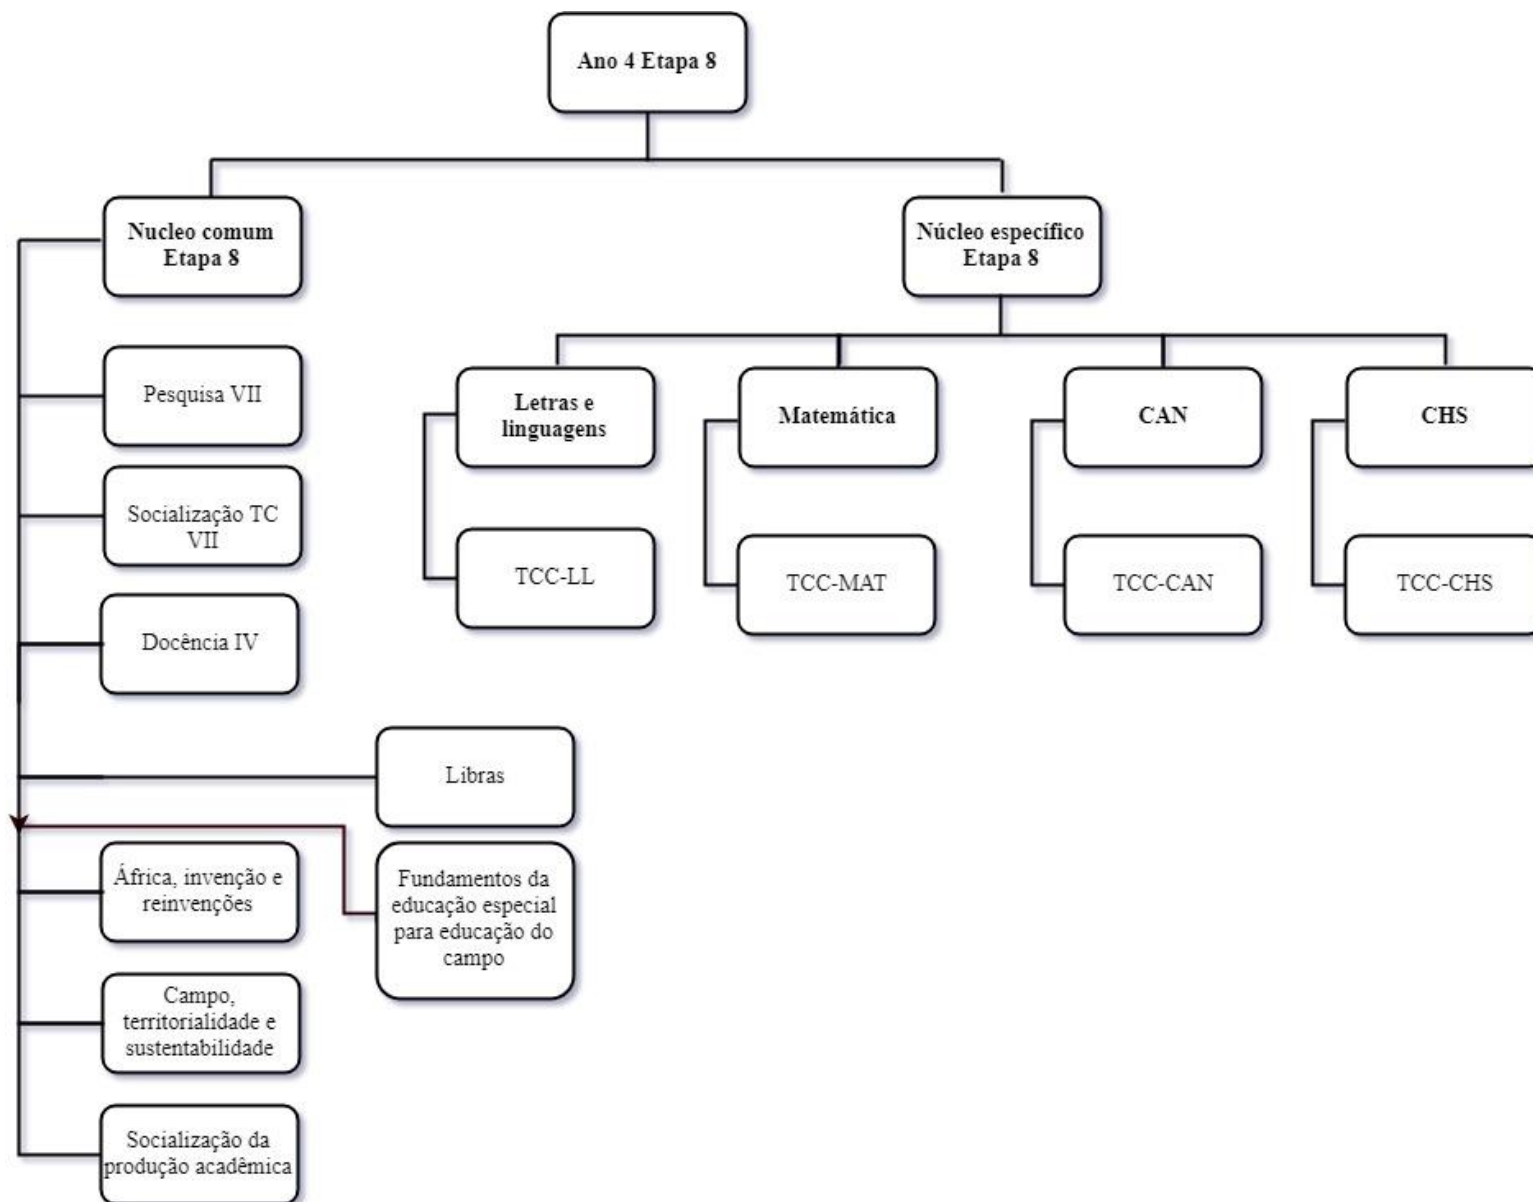 Ano 4 Etapa 8
Nucleo comum
Etapa 8
Núcleo específico
Etapa 8
Pesquisa VII
Socialização TC
VII
Docência IV
Letras e
linguagens
Matemática
CAN
CHS
TCC-LL
TCC-MAT
TCC-CAN
TCC-CHS
Libras
África, invenção e
reinvenções
Fundamentos da
educação especial
para educação do
campo
Campo,
territorialidade e
sustentabilidade
Socialização da
produção acadêmica